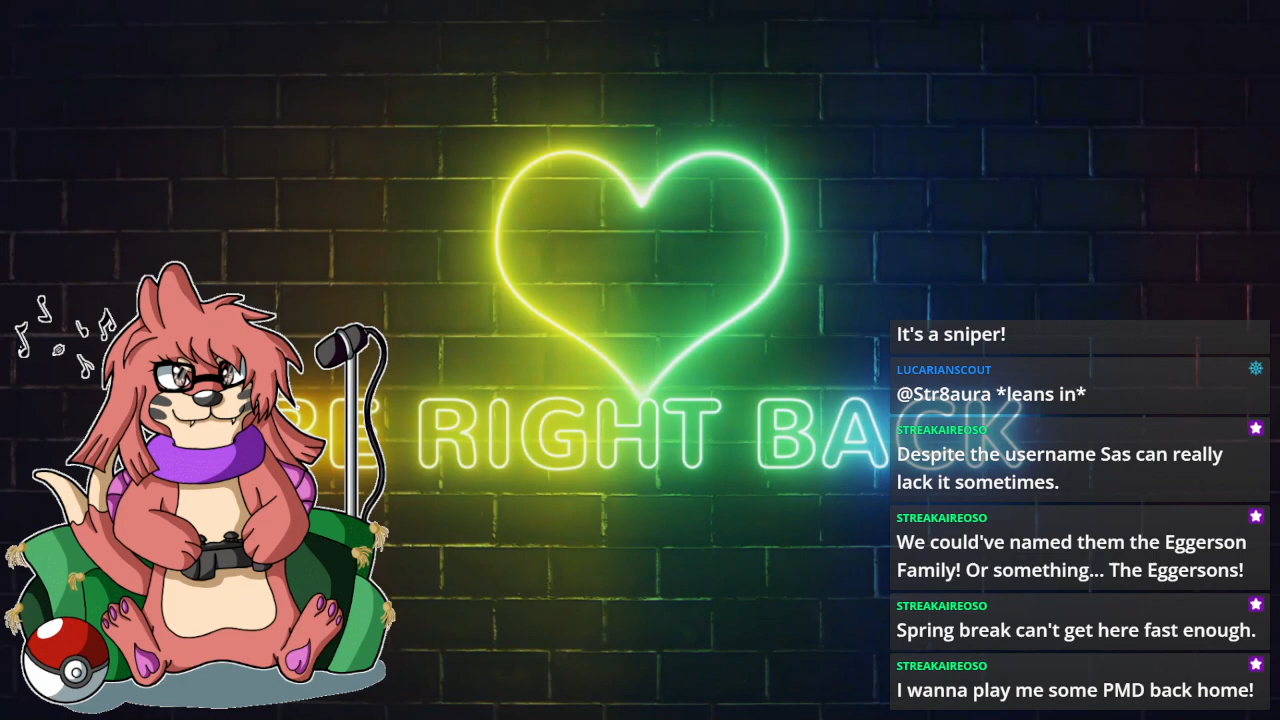 BE RIGHT BACK
It's a sniper!
LUCARIANSCOUT
@Str8aura *leans in*
STREAKAIREOSO
Despite the username Sas can really
lack it sometimes.
STREAKAIREOSO
We could've named them the Eggerson
Family! Or something... The Eggersons!
STREAKAIREOSO
Spring break can't get here fast enough.
STREAKAIREOSO
I wanna play me some PMD back home!